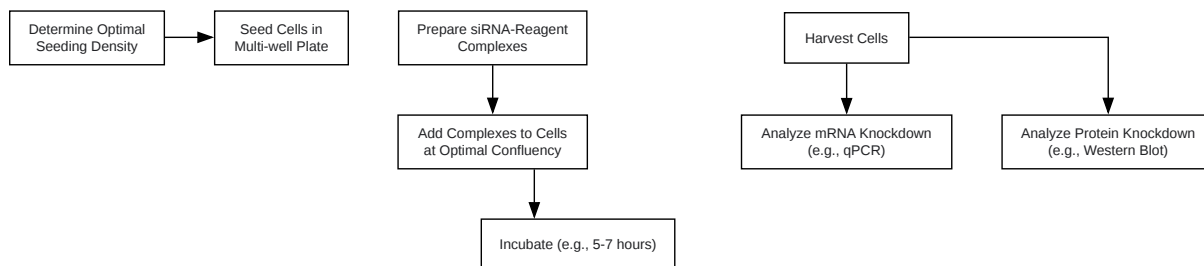 Determine Optimal
Seeding Density
Seed Cells in
Multi-well Plate
Prepare siRNA-Reagent
Complexes
Add Complexes to Cells
at Optimal Confluency
Incubate (e.g., 5-7 hours)
Harvest Cells
Analyze mRNA Knockdown
(e.g., qPCR)
Analyze Protein Knockdown
(e.g., Western Blot)